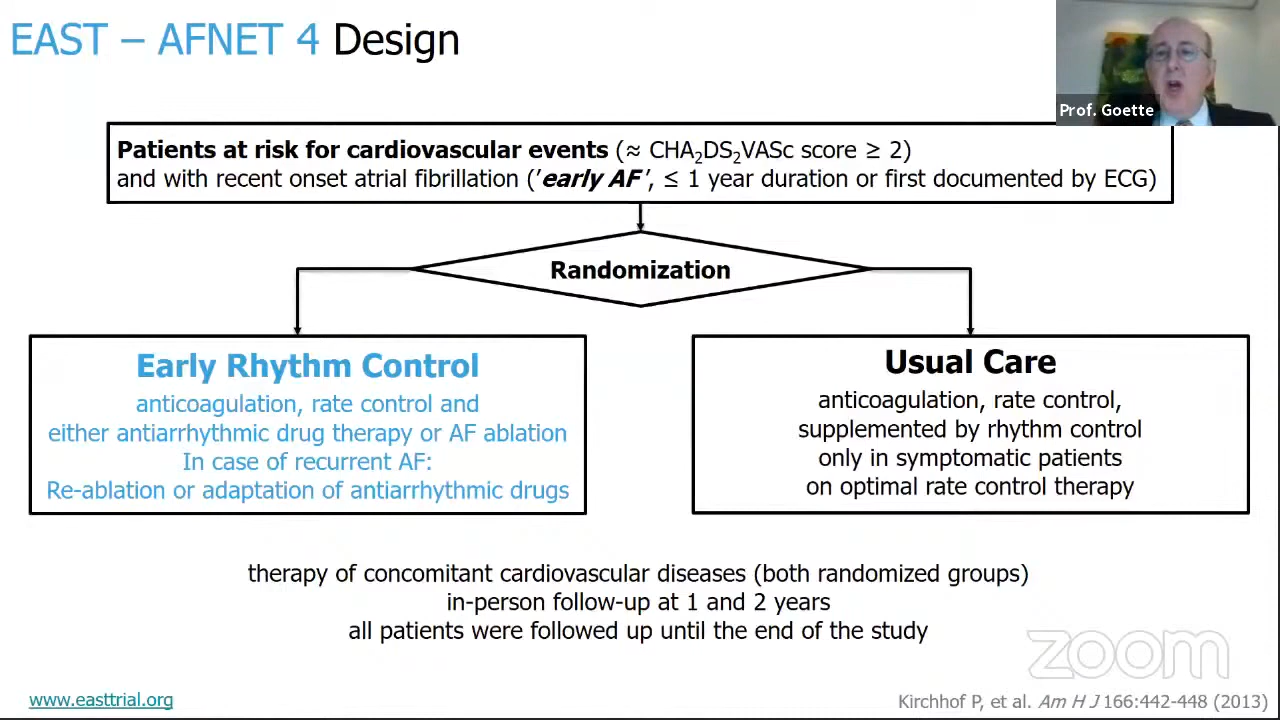 EAST – AFNET 4 Design
Prof. Goette
Patients at risk for cardiovascular events (≈ CHA₂DS₂VASc score ≥ 2)
and with recent onset atrial fibrillation ('early AF', ≤ 1 year duration or first documented by ECG)
Randomization
Early Rhythm Control
anticoagulation, rate control and
either antiarrhythmic drug therapy or AF ablation
In case of recurrent AF:
Re-ablation or adaptation of antiarrhythmic drugs
Usual Care
anticoagulation, rate control,
supplemented by rhythm control
only in symptomatic patients
on optimal rate control therapy
therapy of concomitant cardiovascular diseases (both randomized groups)
in-person follow-up at 1 and 2 years
all patients were followed up until the end of the study
zoom
www.easttrial.org
Kirchhof P, et al. Am H J 166:442-448 (2013)